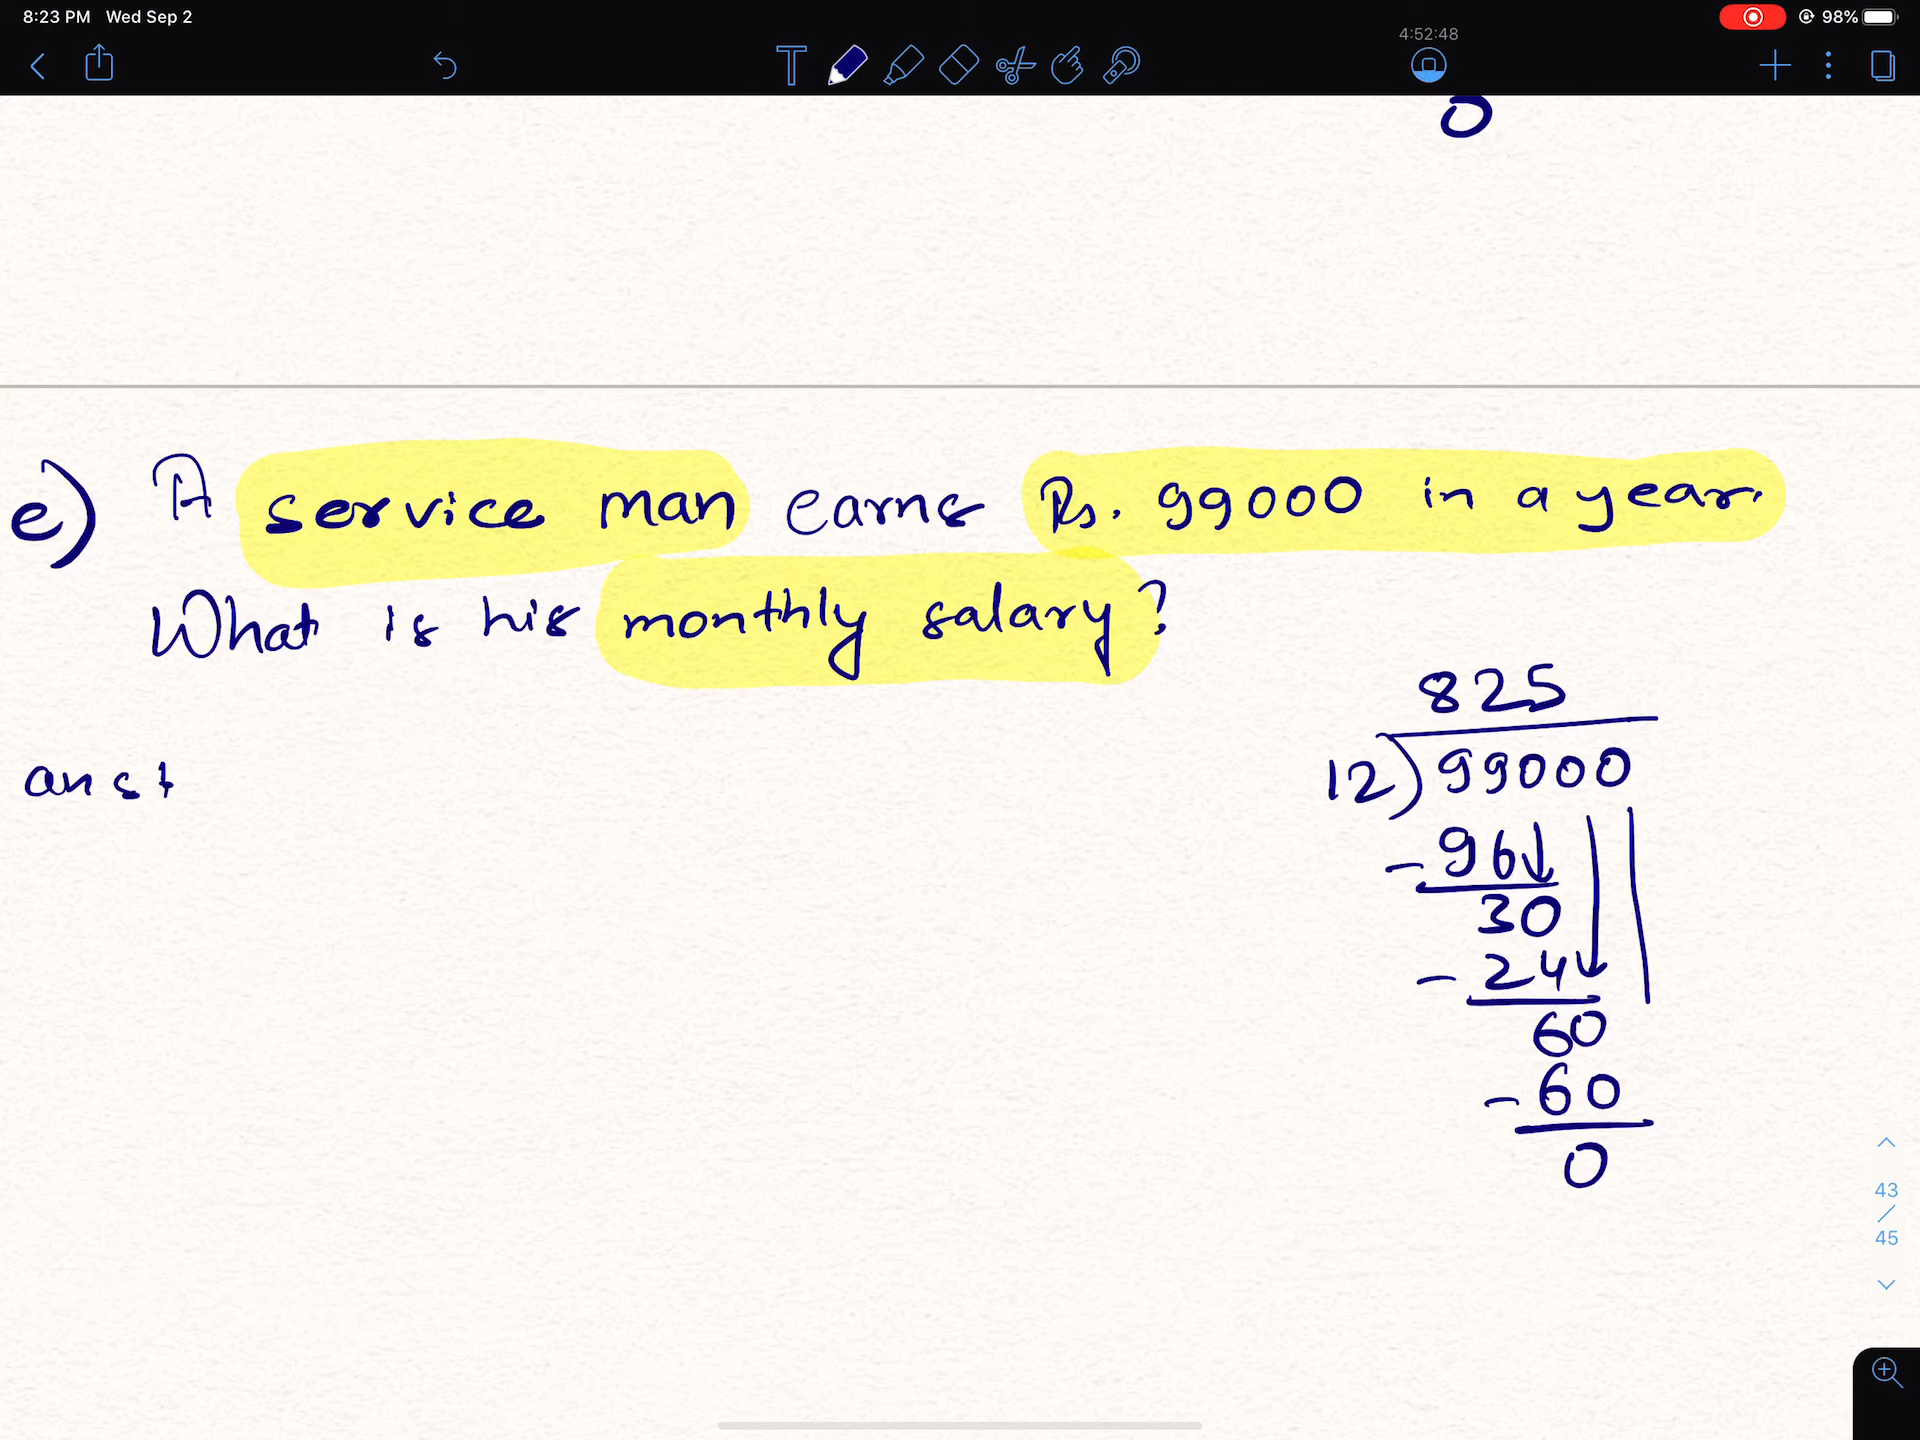 8:23 PM Wed Sep 2
98%
4:52:48
T
0
e) A service man earns Rs. 99000 in a year.
What is his monthly salary?
825
12)99000
ans
-96
30
-24
60
-60
0
43
/
45